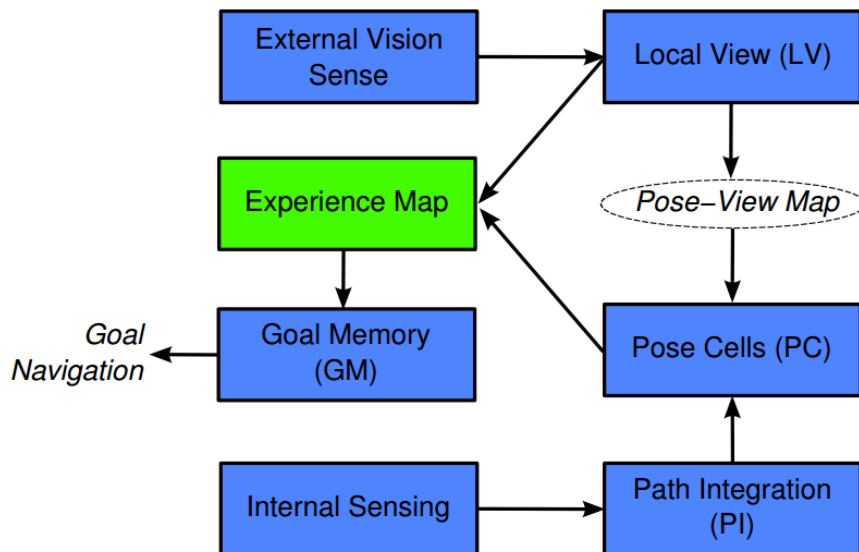 External Vision
Sense
Local View (LV)
Experience Map
Pose−View Map
Goal
Navigation
Goal Memory
(GM)
Pose Cells (PC)
Internal Sensing
Path Integration
(PI)